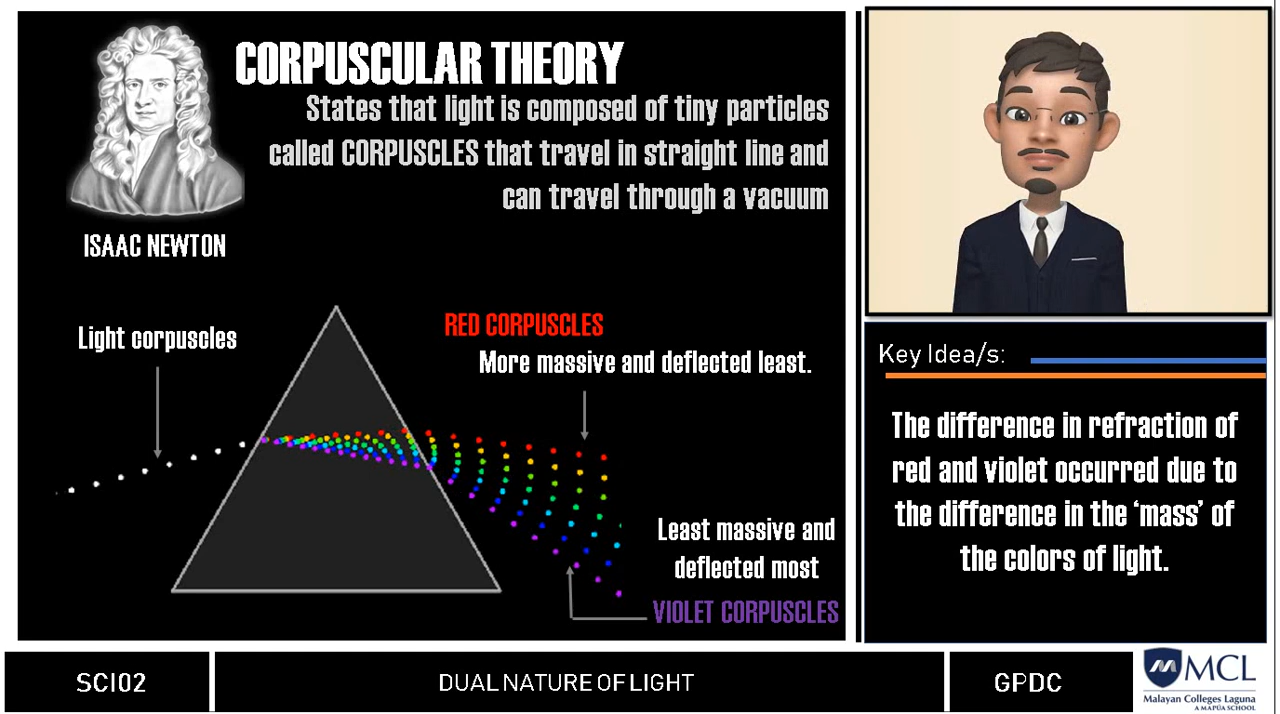 CORPUSCULAR THEORY
States that light is composed of tiny particles
called CORPUSCLES that travel in straight line and
can travel through a vacuum
ISAAC NEWTON
Light corpuscles
RED CORPUSCLES
More massive and deflected least.
Least massive and
deflected most
VIOLET CORPUSCLES
Key Idea/s:
The difference in refraction of
red and violet occurred due to
the difference in the ‘mass’ of
the colors of light.
SCI02
DUAL NATURE OF LIGHT
GPDC
MCL
Malayan Colleges Laguna
A MAPÚA SCHOOL